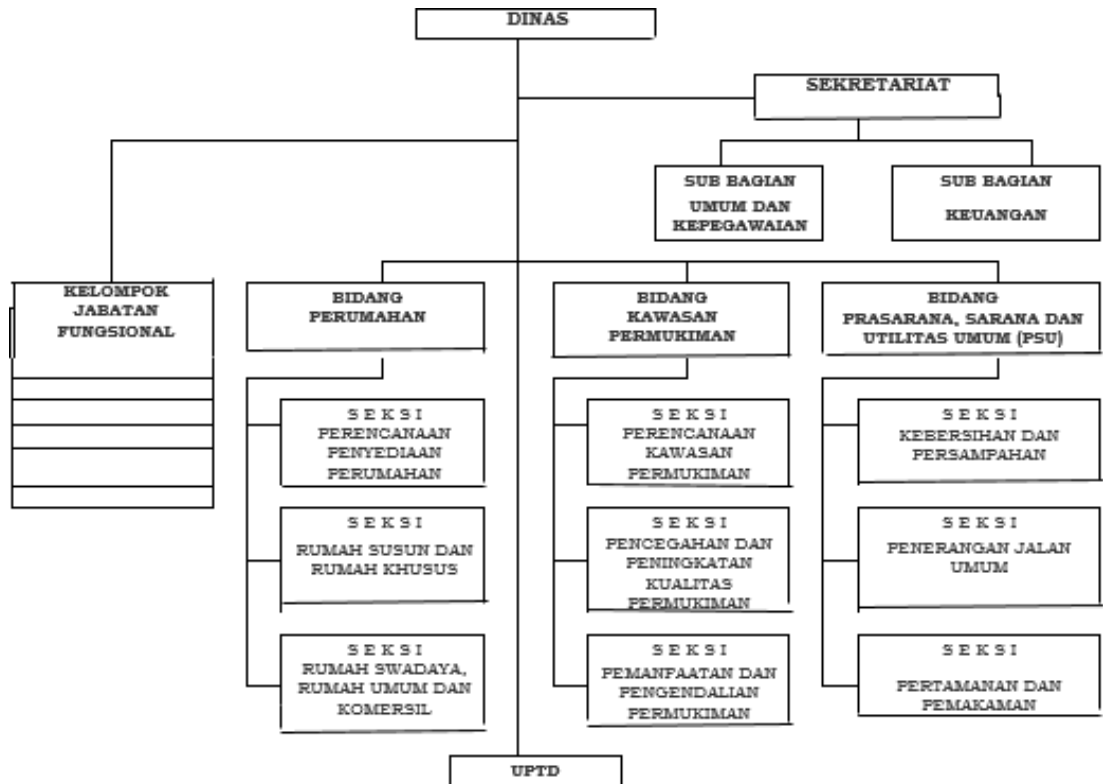 DINAS
SEKRETARIAT
SUB BAGIAN
UMUM DAN
KEPEGAWAIAN
SUB BAGIAN
KEUANGAN
KELOMPOK
JABATAN
FUNGSIONAL
BIDANG
PERUMAHAN
BIDANG
KAWASAN
PERMUKIMAN
BIDANG
PRASARANA, SARANA DAN
UTILITAS UMUM (PSU)
S E K S I
PERENCANAAN
PENYEDIAAN
PERUMAHAN
S E K S I
PERENCANAAN
KAWASAN
PERMUKIMAN
S E K S I
KEBERSIHAN DAN
PERSAMPAHAN
S E K S I
RUMAH SUSUN DAN
RUMAH KHUSUS
S E K S I
PENCEGAHAN DAN
PENINGKATAN
KUALITAS
PERMUKIMAN
S E K S I
PENERANGAN JALAN
UMUM
S E K S I
RUMAH SWADAYA,
RUMAH UMUM DAN
KOMERSIL
S E K S I
PEMANFAATAN DAN
PENGENDALIAN
PERMUKIMAN
S E K S I
PERTAMANAN DAN
PEMAKAMAN
UPTD